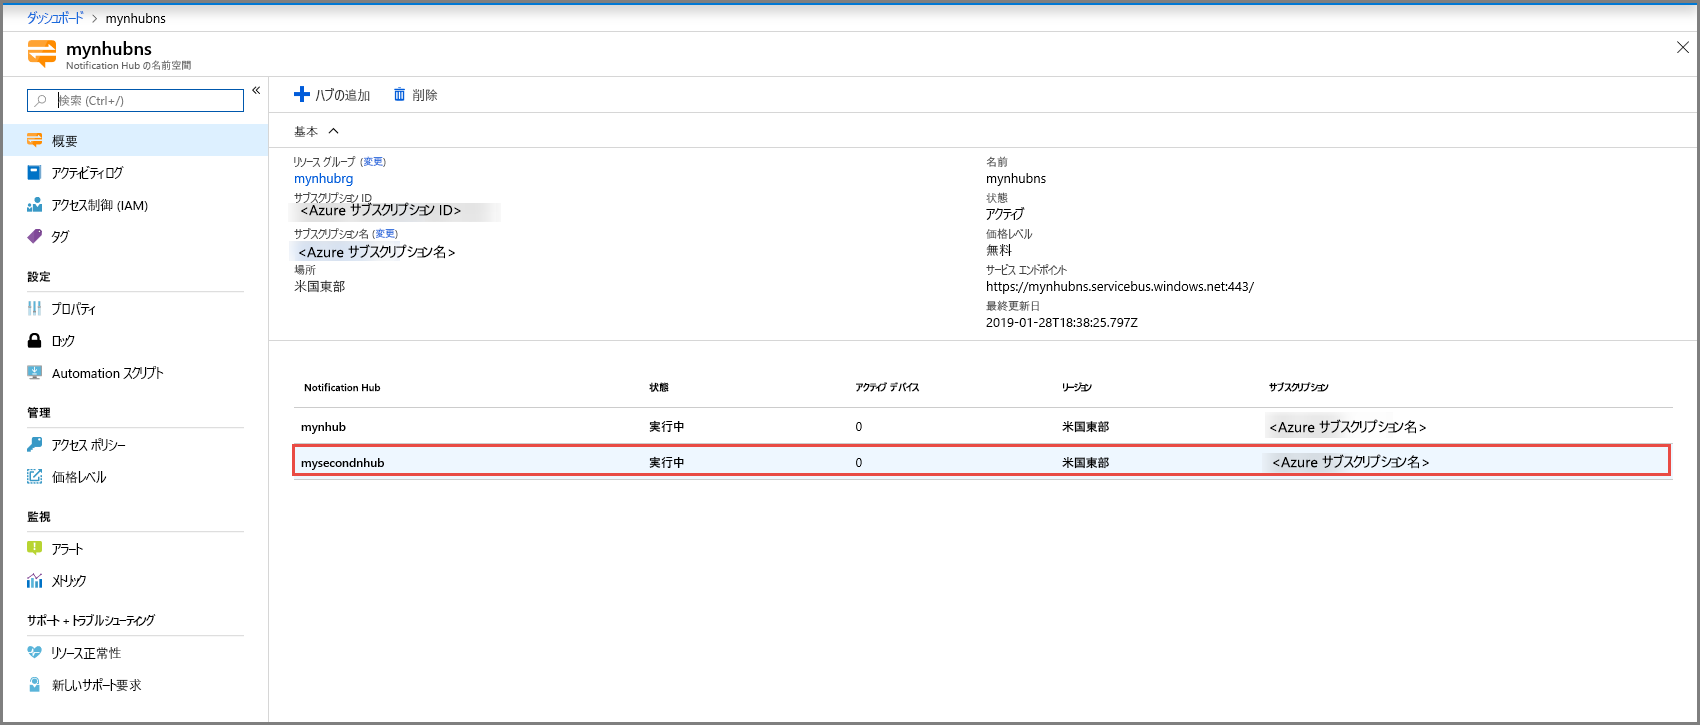 ダッシュボード > mynhubns
mynhubns
Notification Hub の名前空間
検索 (Ctrl+/)
«
概要
アクティビティ ログ
アクセス制御 (IAM)
タグ
設定
プロパティ
ロック
Automation スクリプト
管理
アクセス ポリシー
価格レベル
監視
アラート
メトリック
サポート + トラブルシューティング
リソース正常性
新しいサポート要求
ハブの追加 削除
基本
リソース グループ (変更)
mynhubrg
サブスクリプション ID
<Azure サブスクリプション ID>
サブスクリプション名 (変更)
<Azure サブスクリプション名>
場所
米国東部
名前
mynhubns
状態
アクティブ
価格レベル
無料
サービス エンドポイント
https://mynhubns.servicebus.windows.net:443/
最終更新日
2019-01-28T18:38:25.797Z
Notification Hub 状態 アクティブ デバイス リージョン サブスクリプション
mynhub 実行中 0 米国東部 <Azure サブスクリプション名>
mysecondnhub 実行中 0 米国東部 <Azure サブスクリプション名>